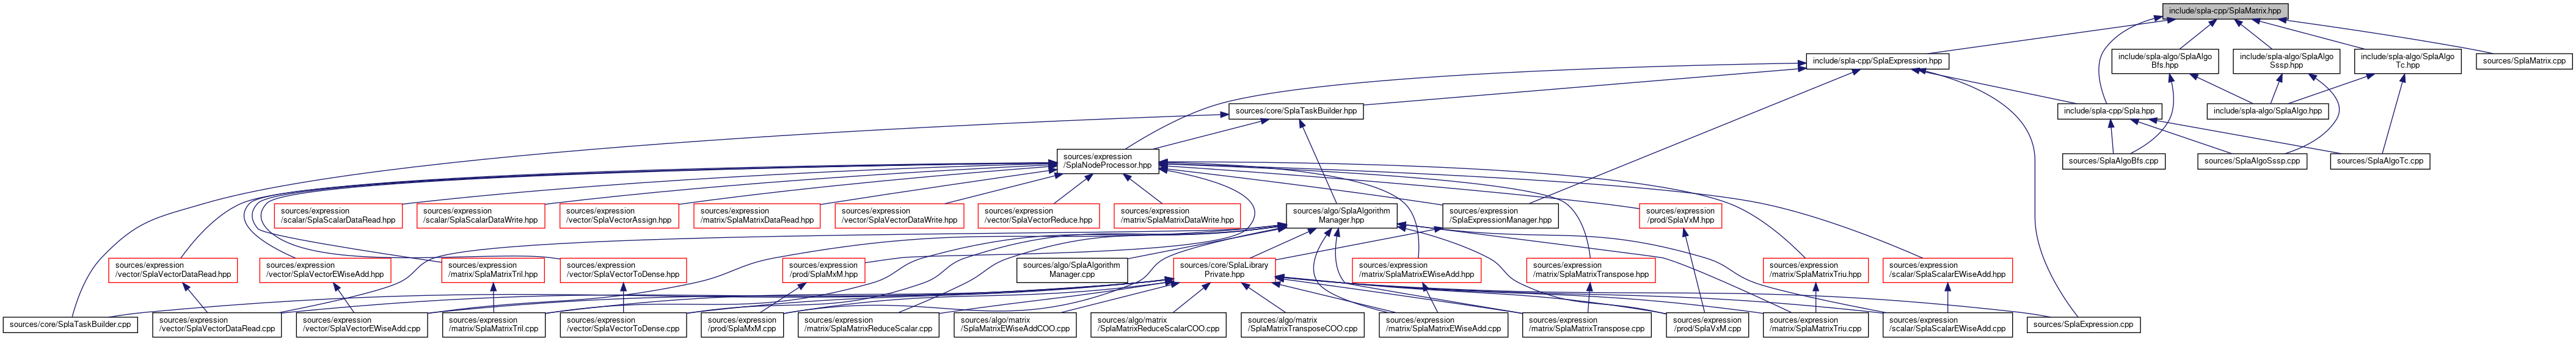 include/spla-cpp/SplaMatrix.hpp
include/spla-cpp/SplaExpression.hpp
include/spla-algo/SplaAlgo
Bfs.hpp
include/spla-algo/SplaAlgo
Sssp.hpp
include/spla-algo/SplaAlgo
Tc.hpp
sources/SplaMatrix.cpp
sources/core/SplaTaskBuilder.hpp
include/spla-cpp/Spla.hpp
include/spla-algo/SplaAlgo.hpp
sources/expression
/SplaNodeProcessor.hpp
sources/SplaAlgoBfs.cpp
sources/SplaAlgoSssp.cpp
sources/SplaAlgoTc.cpp
sources/expression
/scalar/SplaScalarDataRead.hpp
sources/expression
/scalar/SplaScalarDataWrite.hpp
sources/expression
/vector/SplaVectorAssign.hpp
sources/expression
/matrix/SplaMatrixDataRead.hpp
sources/expression
/vector/SplaVectorDataWrite.hpp
sources/expression
/vector/SplaVectorReduce.hpp
sources/expression
/matrix/SplaMatrixDataWrite.hpp
sources/algo/SplaAlgorithm
Manager.hpp
sources/expression
/SplaExpressionManager.hpp
sources/expression
/prod/SplaVxM.hpp
sources/expression
/vector/SplaVectorDataRead.hpp
sources/expression
/vector/SplaVectorEWiseAdd.hpp
sources/expression
/matrix/SplaMatrixTril.hpp
sources/expression
/vector/SplaVectorToDense.hpp
sources/expression
/prod/SplaMxM.hpp
sources/algo/SplaAlgorithm
Manager.cpp
sources/core/SplaLibrary
Private.hpp
sources/expression
/matrix/SplaMatrixEWiseAdd.hpp
sources/expression
/matrix/SplaMatrixTranspose.hpp
sources/expression
/matrix/SplaMatrixTriu.hpp
sources/expression
/scalar/SplaScalarEWiseAdd.hpp
sources/core/SplaTaskBuilder.cpp
sources/expression
/vector/SplaVectorDataRead.cpp
sources/expression
/vector/SplaVectorEWiseAdd.cpp
sources/expression
/matrix/SplaMatrixTril.cpp
sources/expression
/vector/SplaVectorToDense.cpp
sources/expression
/prod/SplaMxM.cpp
sources/expression
/matrix/SplaMatrixReduceScalar.cpp
sources/algo/matrix
/SplaMatrixEWiseAddCOO.cpp
sources/algo/matrix
/SplaMatrixReduceScalarCOO.cpp
sources/algo/matrix
/SplaMatrixTransposeCOO.cpp
sources/expression
/matrix/SplaMatrixEWiseAdd.cpp
sources/expression
/matrix/SplaMatrixTranspose.cpp
sources/expression
/prod/SplaVxM.cpp
sources/expression
/matrix/SplaMatrixTriu.cpp
sources/expression
/scalar/SplaScalarEWiseAdd.cpp
sources/SplaExpression.cpp